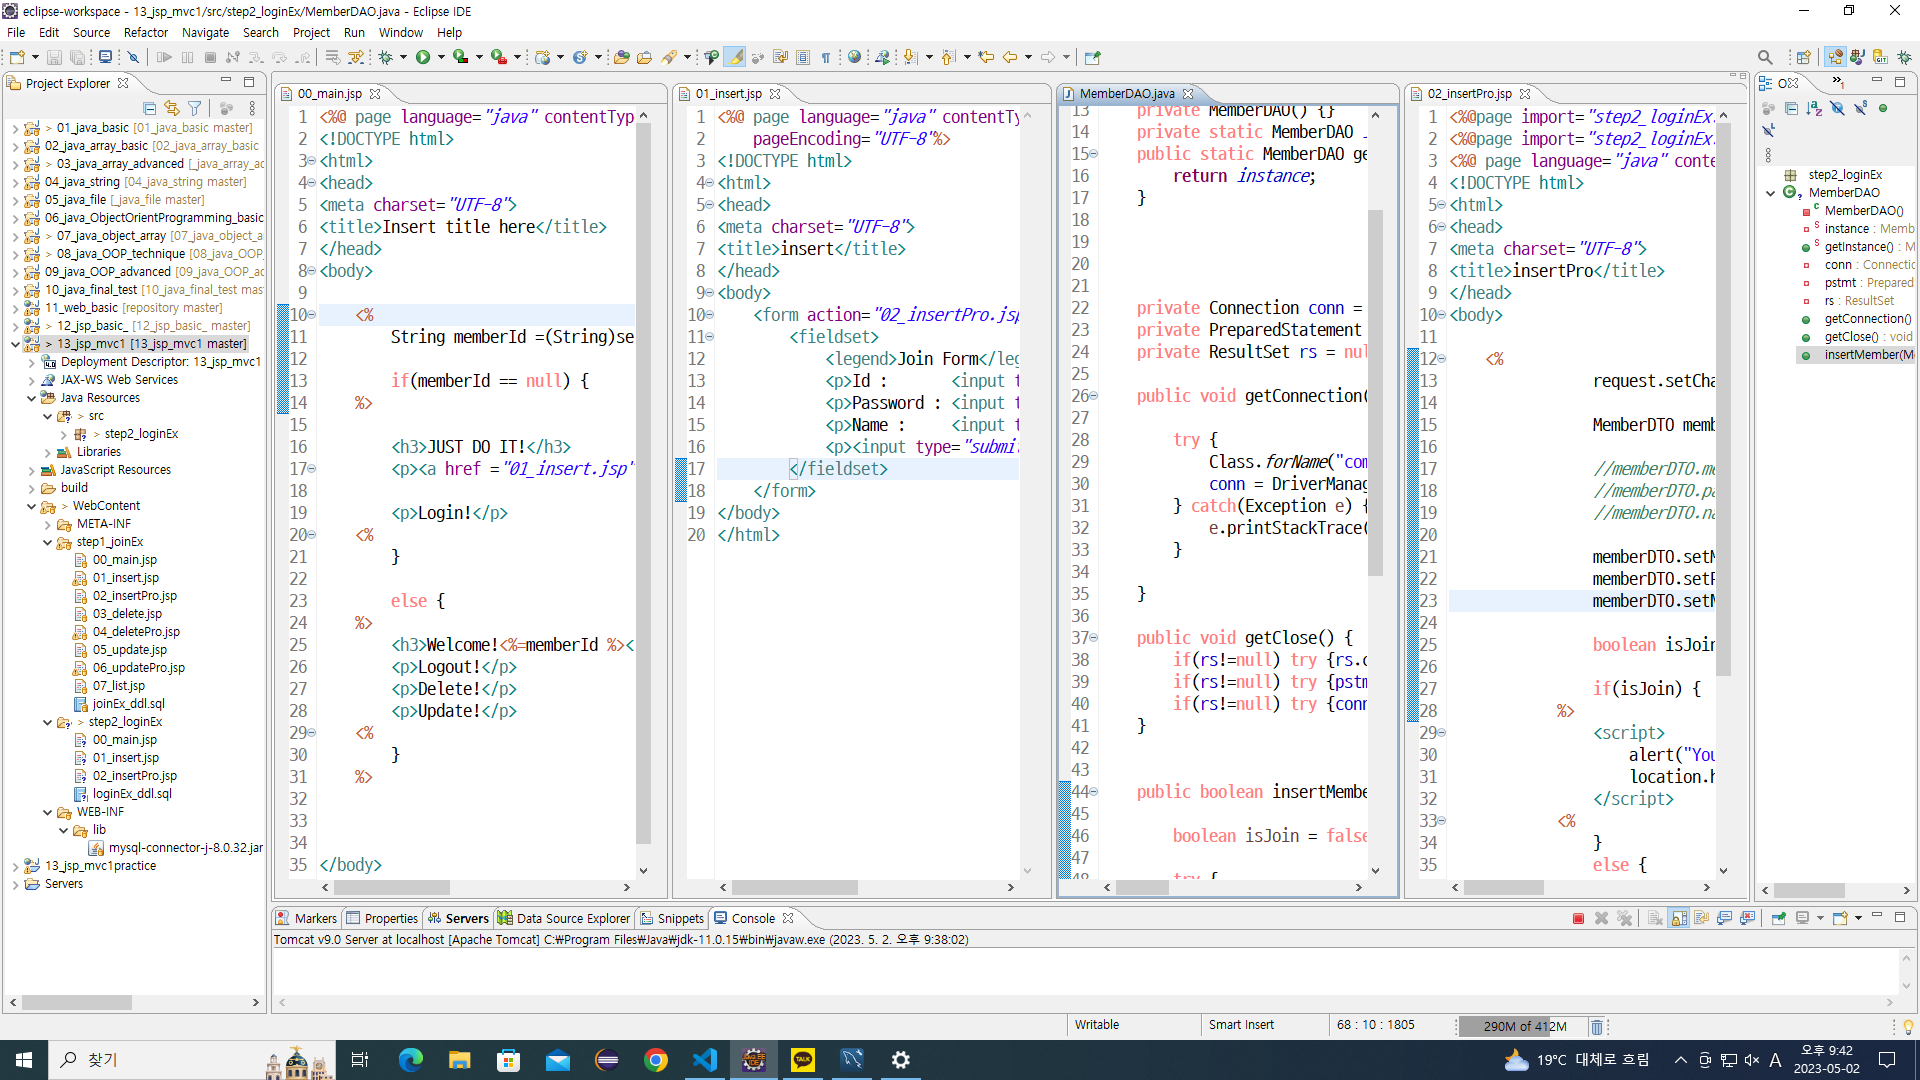 eclipse-workspace - 13_jsp_mvc1/src/step2_loginEx/MemberDAO.java - Eclipse IDE
File Edit Source Refactor Navigate Search Project Run Window Help
Project Explorer
> 01_java_basic [01_java_basic master]
02_java_array_basic [02_java_array_basic
> 03_java_array_advanced [_java_array_ac
04_java_string [04_java_string master]
05_java_file [_java_file master]
06_java_ObjectOrientProgramming_basic
> 07_java_object_array [07_java_object_a
> 08_java_OOP_technique [08_java_OOP_
09_java_OOP_advanced [09_java_OOP_ac
10_java_final_test [10_java_final_test mas
11_web_basic [repository master]
> 12_jsp_basic_ [12_jsp_basic_ master]
> 13_jsp_mvc1 [13_jsp_mvc1 master]
Deployment Descriptor: 13_jsp_mvc1
JAX-WS Web Services
Java Resources
> src
> step2_loginEx
Libraries
JavaScript Resources
build
> WebContent
META-INF
step1_joinEx
00_main.jsp
01_insert.jsp
02_insertPro.jsp
03_delete.jsp
04_deletePro.jsp
05_update.jsp
06_updatePro.jsp
07_list.jsp
joinEx_ddl.sql
> step2_loginEx
00_main.jsp
01_insert.jsp
02_insertPro.jsp
loginEx_ddl.sql
WEB-INF
lib
mysql-connector-j-8.0.32.jar
13_jsp_mvc1practice
Servers
00_main.jsp
1 <%@ page language="java" contentTyp
2 <!DOCTYPE html>
3 <html>
4 <head>
5 <meta charset="UTF-8">
6 <title>Insert title here</title>
7 </head>
8 <body>
9
10 <%
11 String memberId =(String)se
12
13 if(memberId == null) {
14 %>
15
16 <h3>JUST DO IT!</h3>
17 <p><a href ="01_insert.jsp"
18
19 <p>Login!</p>
20 <%
21 }
22
23 else {
24 %>
25 <h3>Welcome!<%=memberId %><
26 <p>Logout!</p>
27 <p>Delete!</p>
28 <p>Update!</p>
29 <%
30 }
31 %>
32
33
34
35 </body>
01_insert.jsp
1 <%@ page language="java" contentTy
2 pageEncoding="UTF-8"%>
3 <!DOCTYPE html>
4 <html>
5 <head>
6 <meta charset="UTF-8">
7 <title>insert</title>
8 </head>
9 <body>
10 <form action="02_insertPro.jsp
11 <fieldset>
12 <legend>Join Form</leg
13 <p>Id : <input t
14 <p>Password : <input t
15 <p>Name : <input t
16 <p><input type="submit
17 </fieldset>
18 </form>
19 </body>
20 </html>
MemberDAO.java
13 private MemberDAO() {}
14 private static MemberDAO
15 public static MemberDAO ge
16 return instance;
17 }
18
19
20
21
22 private Connection conn =
23 private PreparedStatement
24 private ResultSet rs = nul
25
26 public void getConnection(
27
28 try {
29 Class.forName("com
30 conn = DriverManag
31 } catch(Exception e) {
32 e.printStackTrace(
33 }
34
35 }
36
37 public void getClose() {
38 if(rs!=null) try {rs.c
39 if(rs!=null) try {pstm
40 if(rs!=null) try {conn
41 }
42
43
44 public boolean insertMembe
45
46 boolean isJoin = false
47
48 try {
02_insertPro.jsp
1 <%@page import="step2_loginEx.
2 <%@page import="step2_loginEx.
3 <%@ page language="java" conte
4 <!DOCTYPE html>
5 <html>
6 <head>
7 <meta charset="UTF-8">
8 <title>insertPro</title>
9 </head>
10 <body>
11
12 <%
13 request.setCha
14
15 MemberDTO memb
16
17 //memberDTO.me
18 //memberDTO.pa
19 //memberDTO.na
20
21 memberDTO.setM
22 memberDTO.setP
23 memberDTO.setN
24
25 boolean isJoin
26
27 if(isJoin) {
28 %>
29 <script>
30 alert("You
31 location.h
32 </script>
33 <%
34 }
35 else {
step2_loginEx
MemberDAO
MemberDAO()
instance : Memb
getInstance() : M
conn : Connectio
pstmt : Prepared
rs : ResultSet
getConnection()
getClose() : void
insertMember(Me
Markers Properties Servers Data Source Explorer Snippets Console
Tomcat v9.0 Server at localhost [Apache Tomcat] C:₩Program Files₩Java₩jdk-11.0.15₩bin₩javaw.exe (2023. 5. 2. 오후 9:38:02)
Writable Smart Insert 68 : 10 : 1805 290M of 412M
찾기
TALK
19°C 대체로 흐림 A 오후 9:42
2023-05-02